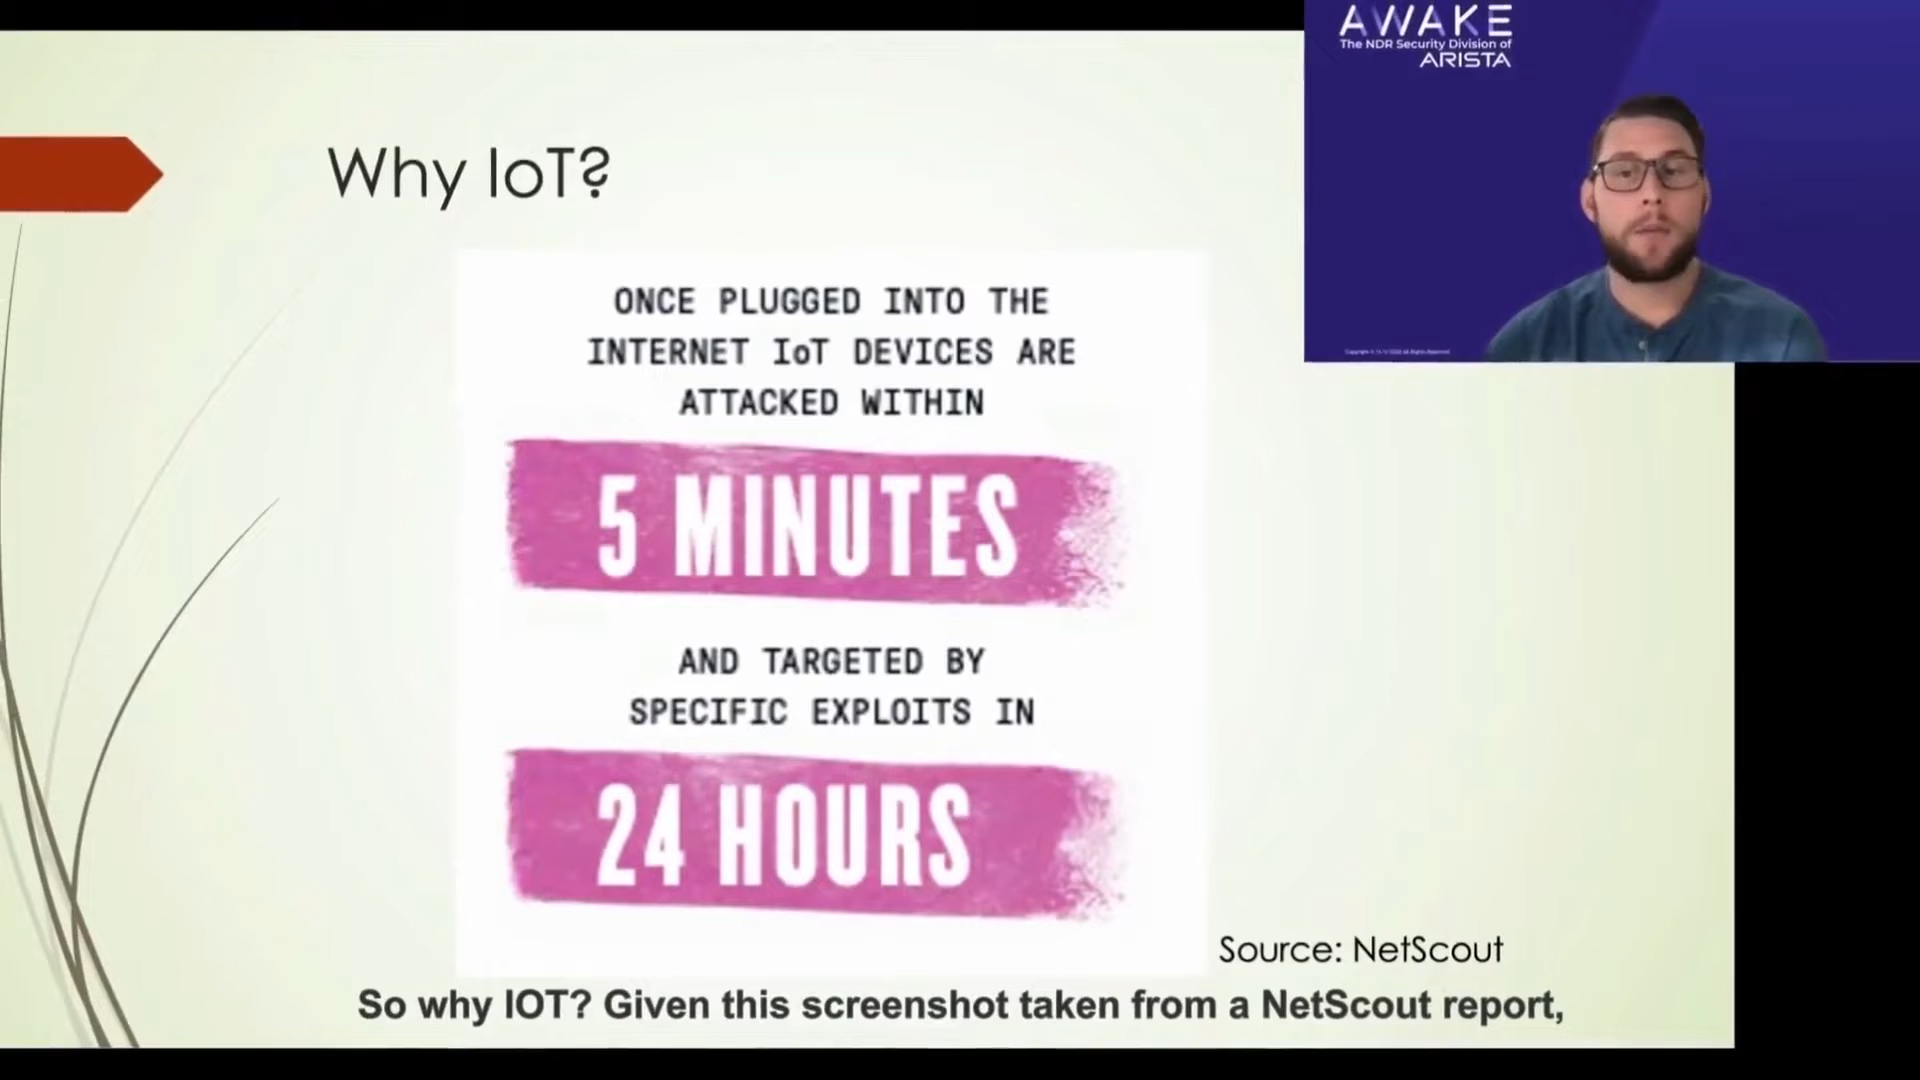 AWAKE
The NDR Security Division of
ARISTA
Why IoT?
ONCE PLUGGED INTO THE
INTERNET IoT DEVICES ARE
ATTACKED WITHIN
5 MINUTES
AND TARGETED BY
SPECIFIC EXPLOITS IN
24 HOURS
Source: NetScout
So why IOT? Given this screenshot taken from a NetScout report,